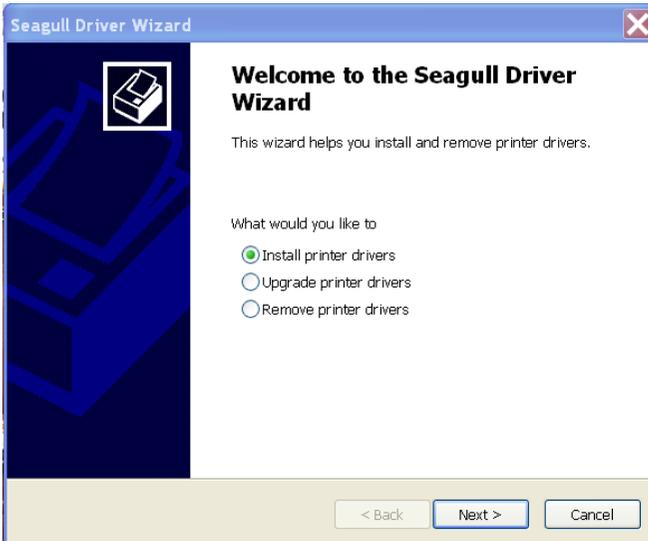 Seagull Driver Wizard
Welcome to the Seagull Driver
Wizard
This wizard helps you install and remove printer drivers.
What would you like to
Install printer drivers
Upgrade printer drivers
Remove printer drivers
< Back Next > Cancel